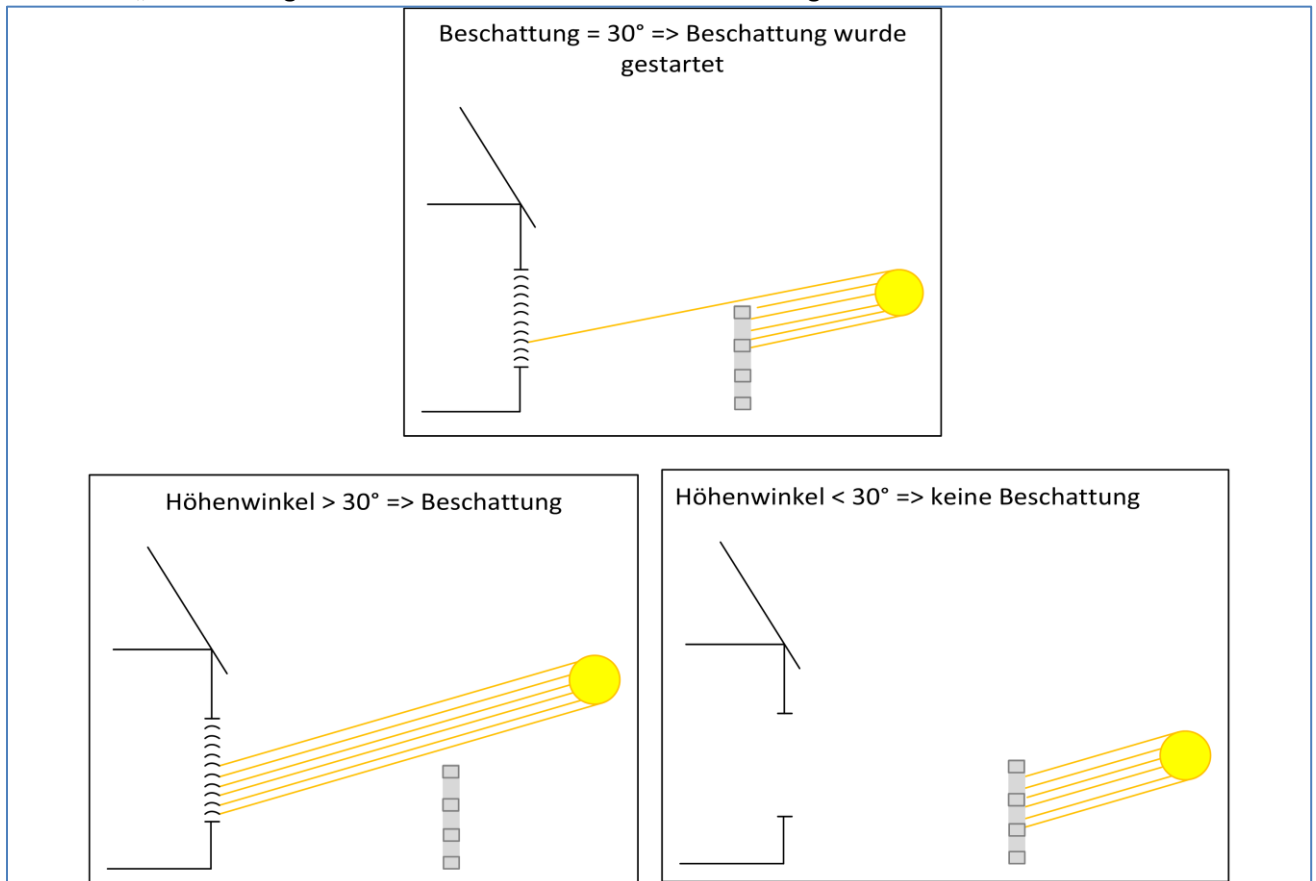 Beschattung = 30° => Beschattung wurde
gestartet
Höhenwinkel > 30° => Beschattung
Höhenwinkel < 30° => keine Beschattung